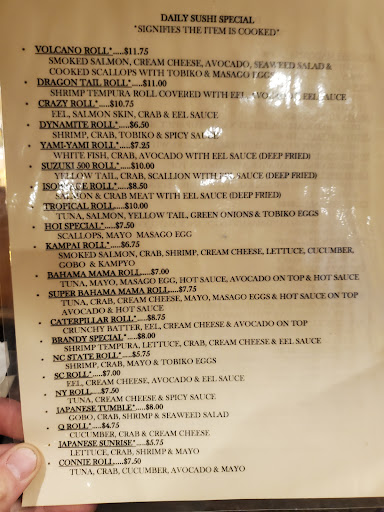 DAILY SUSHI SPECIAL
"SIGNIFIES THE ITEM IS COOKED"
VOLCANO ROLL*.....$11.75
SMOKED SALMON, CREAM CHEESE, AVOCADO, SEAWEED SALAD &
COOKED SCALLOPS WITH TOBIKO & MASAGO EGGS
DRAGON TAIL ROLL*.....$11.00
SHRIMP TEMPURA ROLL COVERED WITH EEL, AVOCADO & EEL SAUCE
CRAZY ROLL*.....$10.75
EEL, SALMON SKIN, CRAB & EEL SAUCE
DYNAMITE ROLL*.....$6.50
SHRIMP, CRAB, TOBIKO & SPICY SAUCE
YAMI-YAMI ROLL*.....$7.25
WHITE FISH, CRAB, AVOCADO WITH EEL SAUCE (DEEP FRIED)
SUZUKI 500 ROLL*.....$10.00
YELLOW TAIL, CRAB, SCALLION WITH EEL SAUCE (DEEP FRIED)
ROLL*.....$8.50
SALMON & CRAB MEAT WITH EEL SAUCE (DEEP FRIED)
TROPICAL ROLL.....$10.00
TUNA, SALMON, YELLOW TAIL, GREEN ONIONS & TOBIKO EGGS
HOI SPECIAL*.....$7.50
SCALLOPS, MAYO MASAGO EGG
KAMPAI ROLL*.....$6.75
SMOKED SALMON, CRAB, SHRIMP, CREAM CHEESE, LETTUCE, CUCUMBER,
GOBO & KAMPYO
BAHAMA MAMA ROLL.....$7.00
TUNA, MAYO, MASAGO EGG, HOT SAUCE, AVOCADO ON TOP & HOT SAUCE
SUPER BAHAMA MAMA ROLL.....$7.75
TUNA, CRAB, CREAM CHEESE, MAYO, MASAGO EGGS & HOT SAUCE ON TOP
AVOCADO & HOT SAUCE
CATERPILLAR ROLL*.....$8.75
CRUNCHY BATTER, EEL, CREAM CHEESE & AVOCADO ON TOP
BRANDY SPECIAL*.....$8.00
SHRIMP TEMPURA, LETTUCE, CRAB, CREAM CHEESE & EEL SAUCE
NC STATE ROLL*.....$5.75
SHRIMP, CRAB, MAYO & TOBIKO EGGS
SC ROLL*.....$7.00
EEL, CREAM CHEESE, AVOCADO & EEL SAUCE
NY ROLL.....$7.50
TUNA, CREAM CHEESE & SPICY SAUCE
JAPANESE TUMBLE*.....$8.00
GOBO, CRAB, SHRIMP & SEAWEED SALAD
Q ROLL*.....$4.75
CUCUMBER, CRAB & CREAM CHEESE
JAPANESE SUNRISE*.....$5.75
LETTUCE, CRAB, SHRIMP & MAYO
CONNIE ROLL.....$7.50
TUNA, CRAB, CUCUMBER, AVOCADO & MAYO